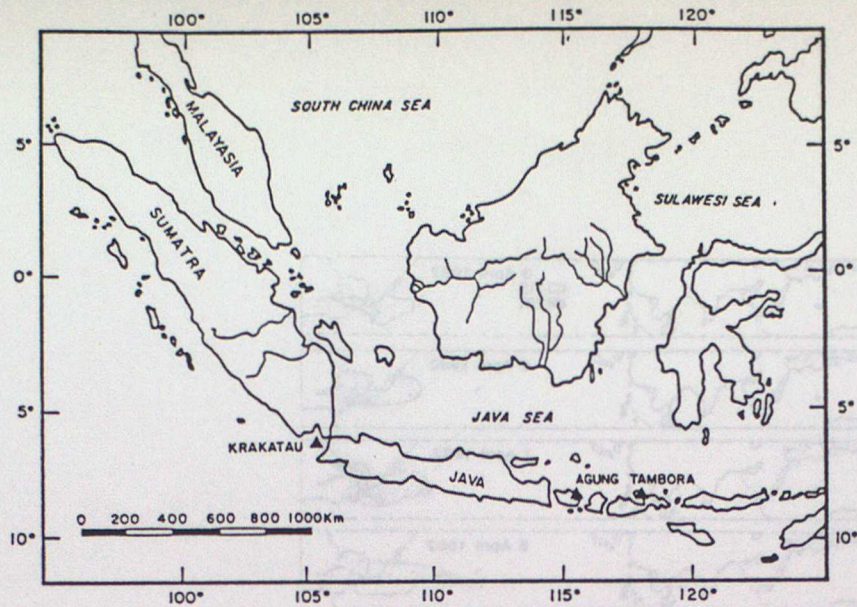 100° 105° 110° 115° 120°
SOUTH CHINA SEA
MALAYASIA
5° 5°
SULAWESI SEA
SUMATRA
0° 0°
5° 5°
JAVA SEA
KRAKATAU
JAVA
AGUNG TAMBORA
0 200 400 600 800 1000Km
10° 10°
100° 105° 110° 115° 120°